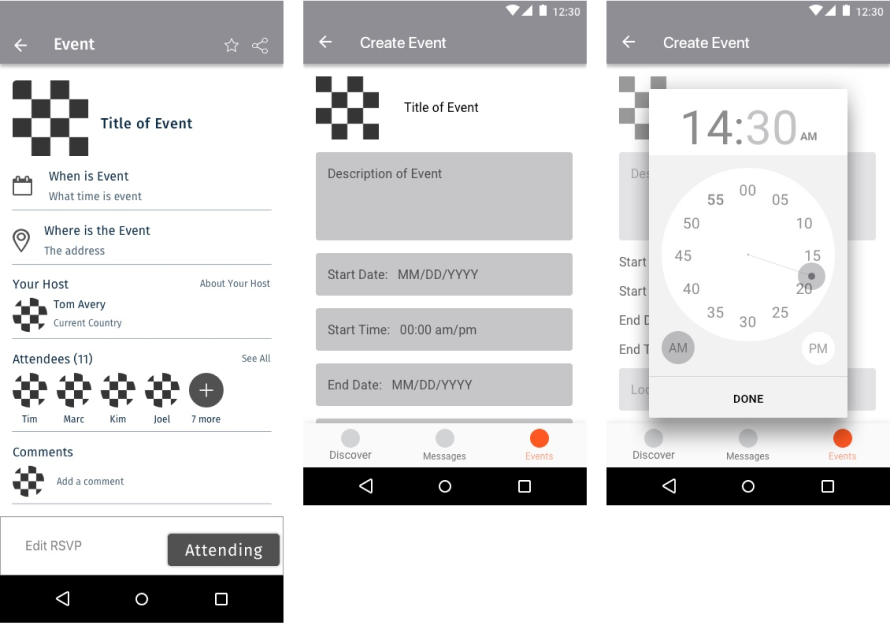 Event
Title of Event
When is Event
What time is event
Where is the Event
The address
Your Host
About Your Host
Tom Avery
Current Country
Attendees (11)
See All
Tim
Marc
Kim
Joel
7 more
Comments
Add a comment
Edit RSVP
Attending
12:30
Create Event
Title of Event
Description of Event
Start Date: MM/DD/YYYY
Start Time: 00:00 am/pm
End Date: MM/DD/YYYY
Discover
Messages
Events
12:30
Create Event
Des
Start
Start
End D
End T
Loc
14:30 AM
00
05
10
15
20
25
30
35
40
45
50
55
AM
PM
DONE
Discover
Messages
Events